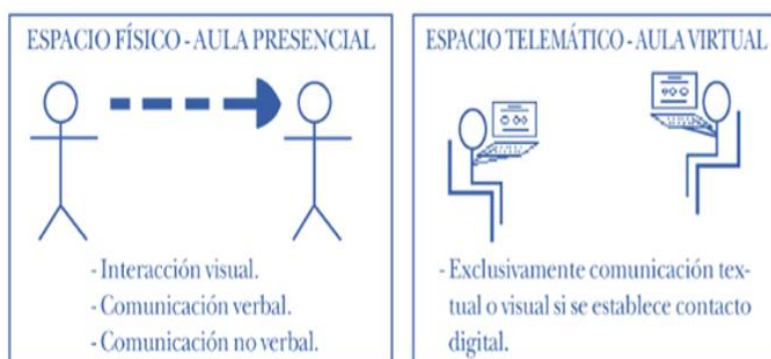 ESPACIO FÍSICO - AULA PRESENCIAL
- Interacción visual.
- Comunicación verbal.
- Comunicación no verbal.
ESPACIO TELEMÁTICO - AULA VIRTUAL
- Exclusivamente comunicación tex-
tual o visual si se establece contacto
digital.